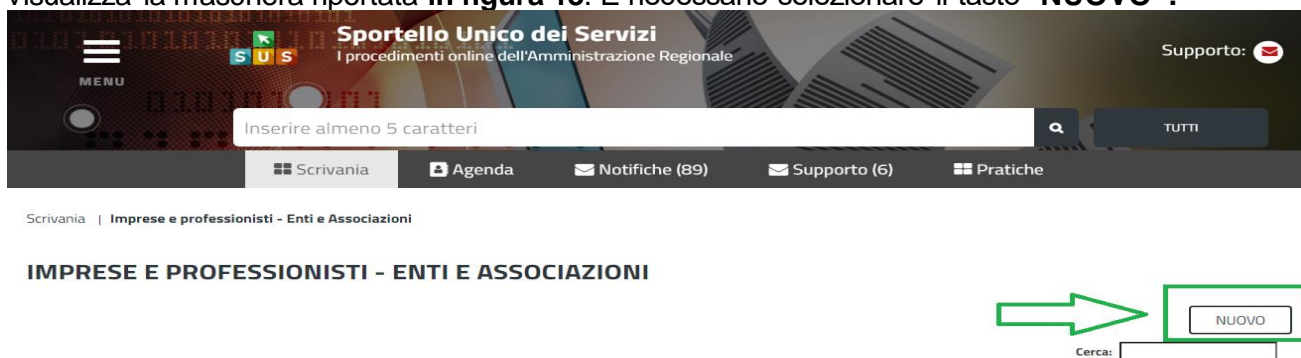 visualizza la maschera riportata in figura 16. È necessario selezionare il tasto "NUOVO".
Sportello Unico dei Servizi
SUS
I procedimenti online dell'Amministrazione Regionale
Supporto:
MENU
Inserire almeno 5 caratteri
TUTTI
Scrivania Agenda Notifiche (89) Supporto (6) Pratiche
Scrivania | Imprese e professionisti - Enti e Associazioni
IMPRESE E PROFESSIONISTI - ENTI E ASSOCIAZIONI
NUOVO
Cerca: